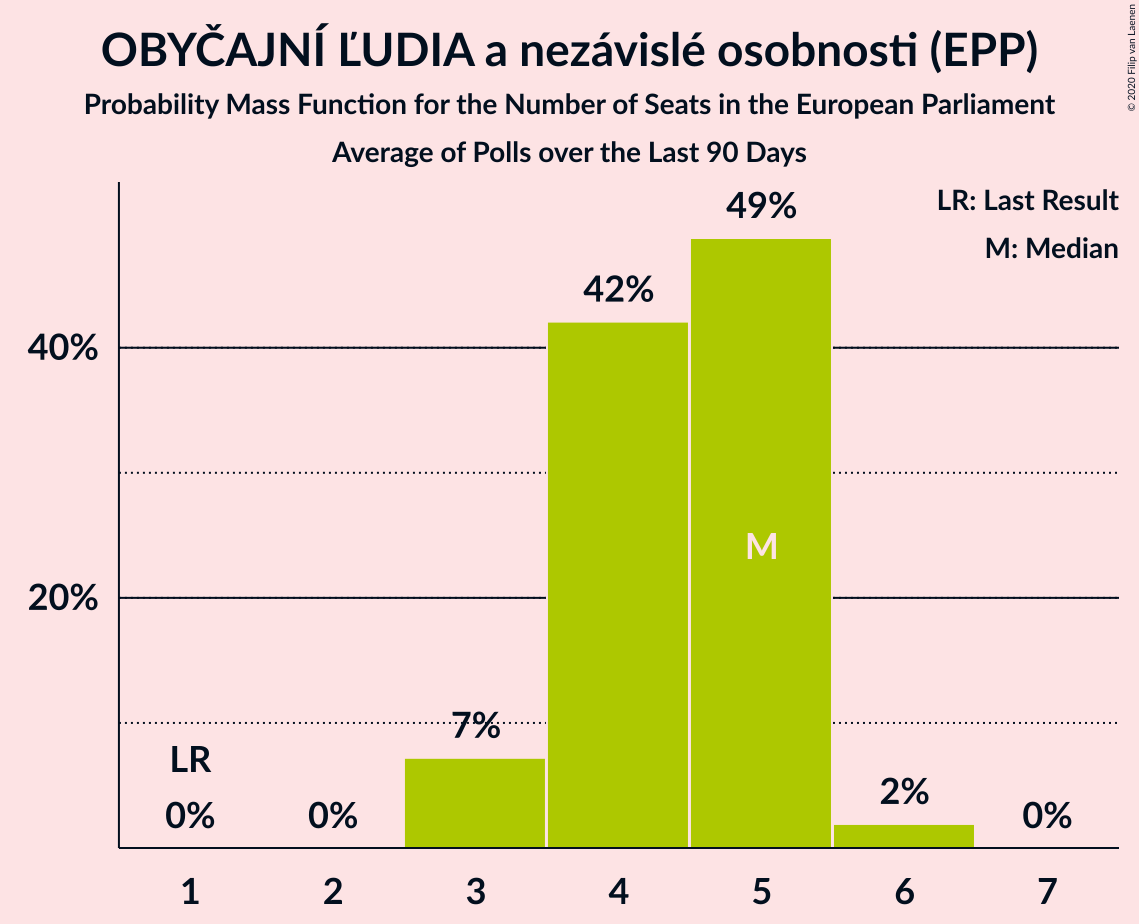 OBYČAJNÍ ĽUDIA a nezávislé osobnosti (EPP)
Probability Mass Function for the Number of Seats in the European Parliament
Average of Polls over the Last 90 Days
© 2020 Filip van Laenen
LR: Last Result
M: Median
49%
42%
40%
M
20%
7%
LR
2%
0%
0%
0%
1
2
3
4
5
6
7